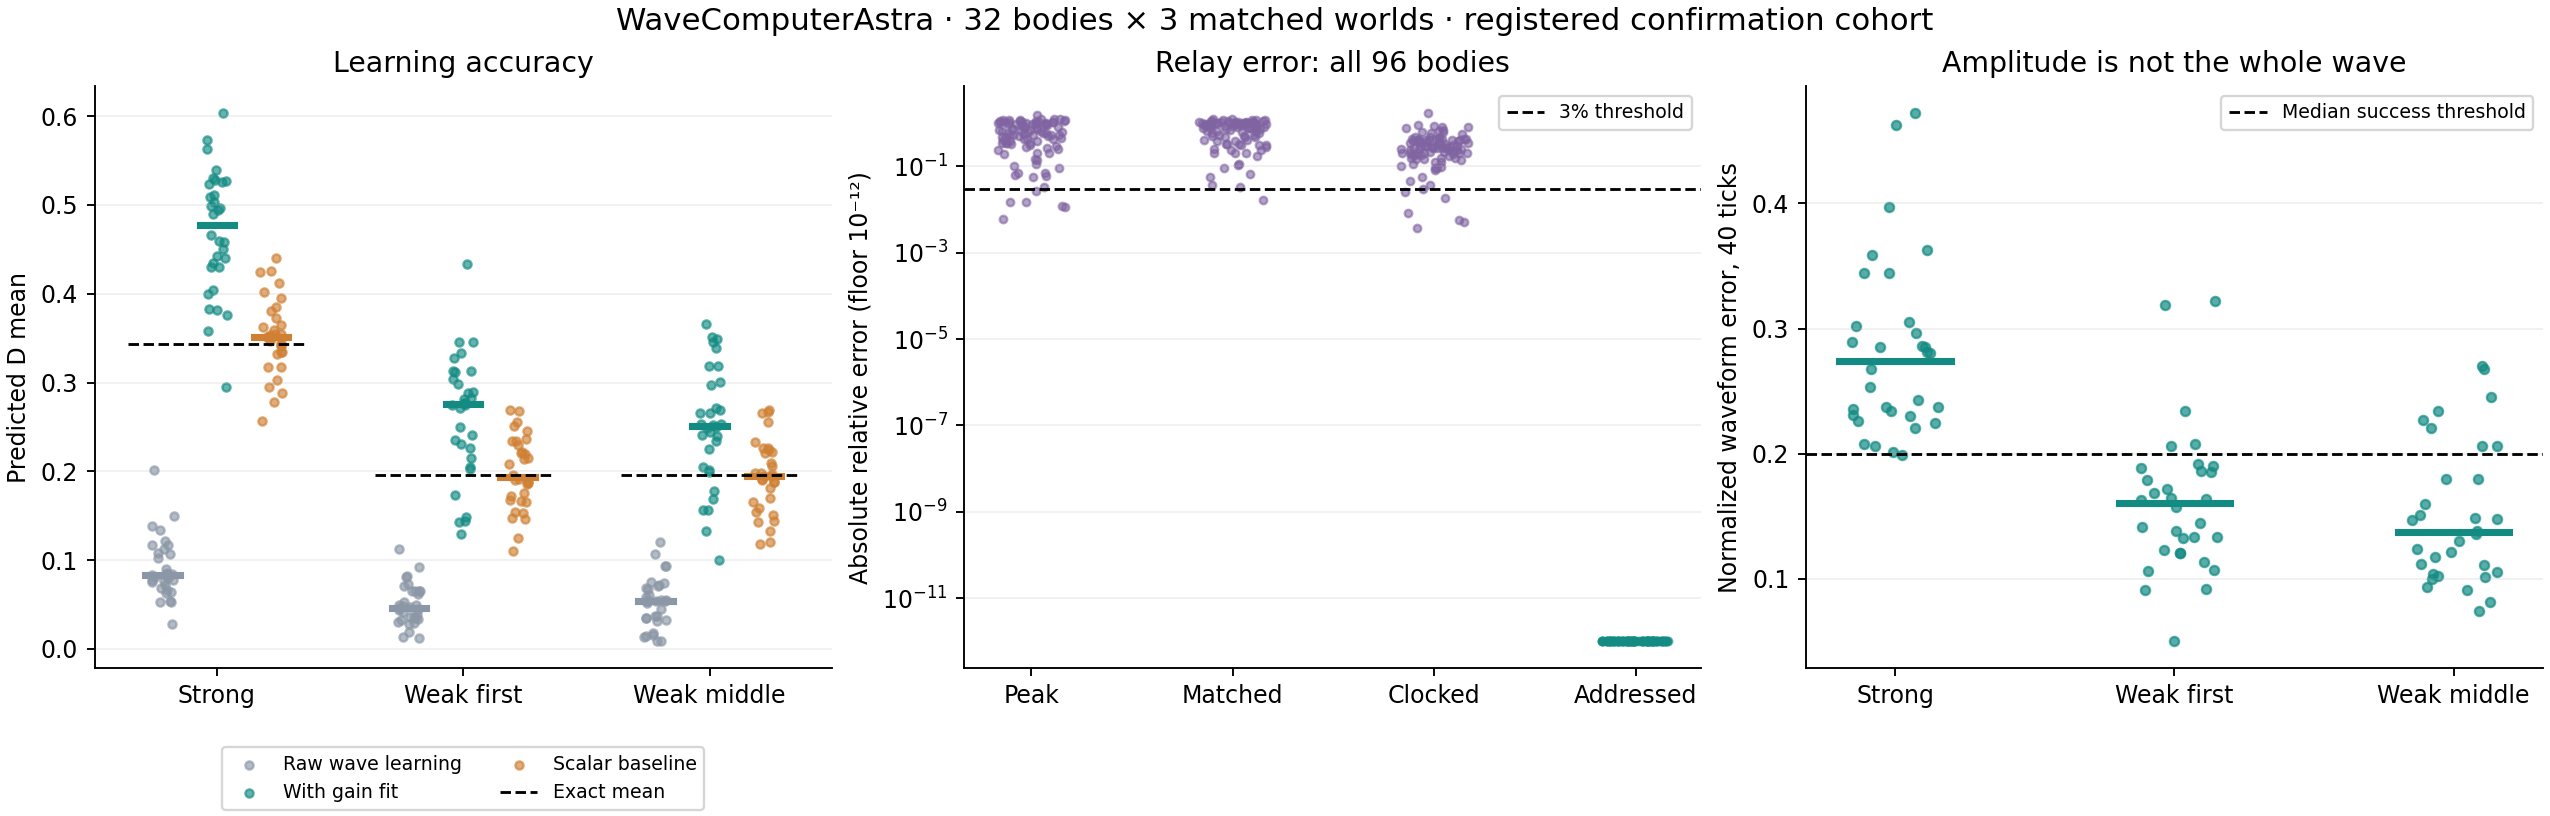 WaveComputerAstra · 32 bodies × 3 matched worlds · registered confirmation cohort
Learning accuracy
Predicted D mean
0.6
0.5
0.4
0.3
0.2
0.1
0.0
Strong
Weak first
Weak middle
Raw wave learning
With gain fit
Scalar baseline
Exact mean
Relay error: all 96 bodies
Absolute relative error (floor 10⁻¹²)
3% threshold
10⁻¹
10⁻³
10⁻⁵
10⁻⁷
10⁻⁹
10⁻¹¹
Peak
Matched
Clocked
Addressed
Amplitude is not the whole wave
Normalized waveform error, 40 ticks
Median success threshold
0.4
0.3
0.2
0.1
Strong
Weak first
Weak middle